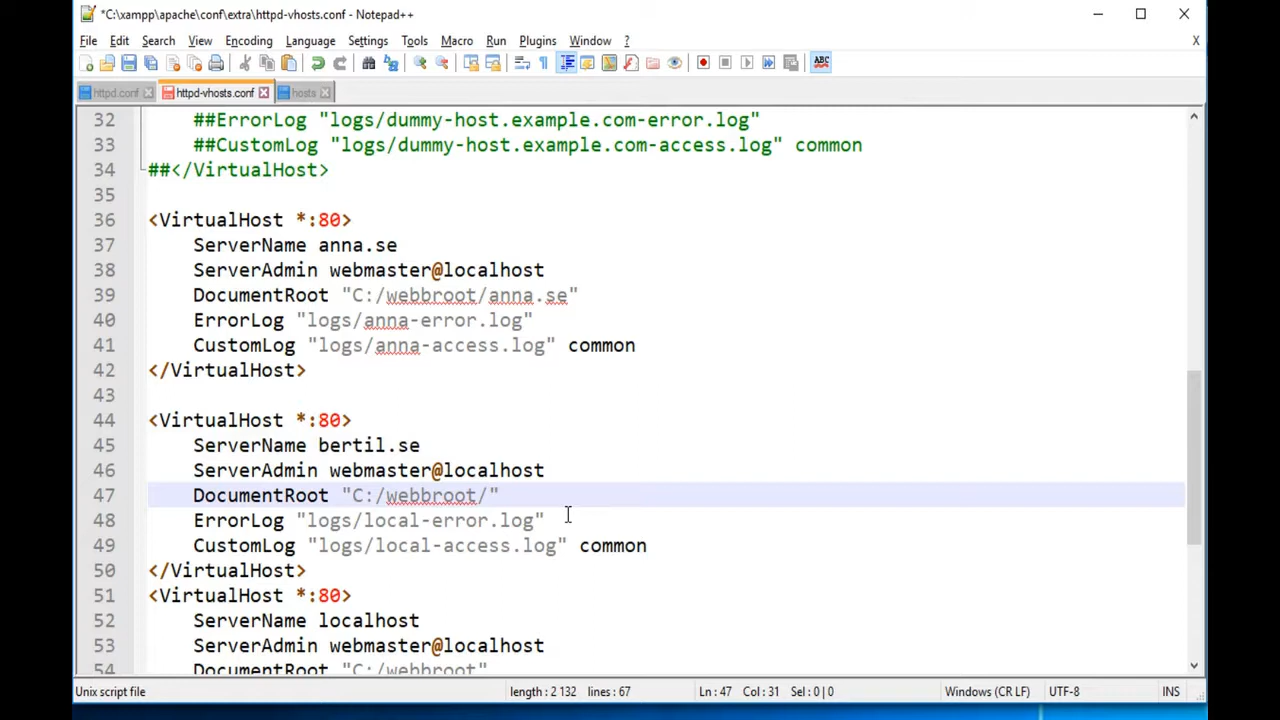 *C:\xampp\apache\conf\extra\httpd-vhosts.conf - Notepad++
File Edit Search View Encoding Language Settings Tools Macro Run Plugins Window ? X
httpd.conf httpd-vhosts.conf hosts
32 ##ErrorLog "logs/dummy-host.example.com-error.log"
33 ##CustomLog "logs/dummy-host.example.com-access.log" common
34 ##</VirtualHost>
35
36 <VirtualHost *:80>
37 ServerName anna.se
38 ServerAdmin webmaster@localhost
39 DocumentRoot "C:/webbroot/anna.se"
40 ErrorLog "logs/anna-error.log"
41 CustomLog "logs/anna-access.log" common
42 </VirtualHost>
43
44 <VirtualHost *:80>
45 ServerName bertil.se
46 ServerAdmin webmaster@localhost
47 DocumentRoot "C:/webbroot/"
48 ErrorLog "logs/local-error.log"
49 CustomLog "logs/local-access.log" common
50 </VirtualHost>
51 <VirtualHost *:80>
52 ServerName localhost
53 ServerAdmin webmaster@localhost
54 DocumentRoot "C:/webbroot"
Unix script file length : 2 132 lines : 67 Ln : 47 Col : 31 Sel : 0 | 0 Windows (CR LF) UTF-8 INS